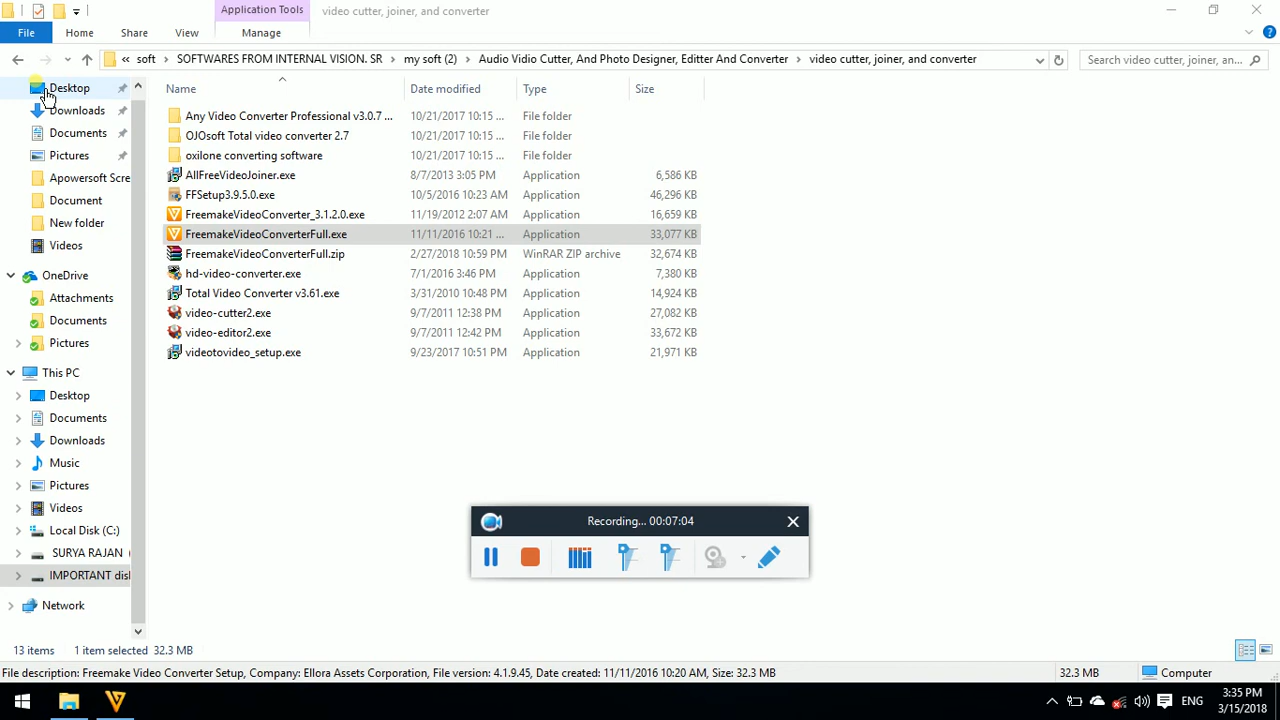 Application Tools video cutter, joiner, and converter
File Home Share View Manage
« soft › SOFTWARES FROM INTERNAL VISION. SR › my soft (2) › Audio Vidio Cutter, And Photo Designer, Editter And Converter › video cutter, joiner, and converter
Search video cutter, joiner, an...
Name Date modified Type Size
Desktop
Downloads
Documents
Pictures
Apowersoft Scre
Document
New folder
Videos
OneDrive
Attachments
Documents
Pictures
This PC
Desktop
Documents
Downloads
Music
Pictures
Videos
Local Disk (C:)
SURYA RAJAN (
IMPORTANT disl
Network
Any Video Converter Professional v3.0.7 ... 10/21/2017 10:15 ... File folder
OJOsoft Total video converter 2.7 10/21/2017 10:15 ... File folder
oxilone converting software 10/21/2017 10:15 ... File folder
AllFreeVideoJoiner.exe 8/7/2013 3:05 PM Application 6,586 KB
FFSetup3.9.5.0.exe 10/5/2016 10:23 AM Application 46,296 KB
FreemakeVideoConverter_3.1.2.0.exe 11/19/2012 2:07 AM Application 16,659 KB
FreemakeVideoConverterFull.exe 11/11/2016 10:21 ... Application 33,077 KB
FreemakeVideoConverterFull.zip 2/27/2018 10:59 PM WinRAR ZIP archive 32,674 KB
hd-video-converter.exe 7/1/2016 3:46 PM Application 7,380 KB
Total Video Converter v3.61.exe 3/31/2010 10:48 PM Application 14,924 KB
video-cutter2.exe 9/7/2011 12:38 PM Application 27,082 KB
video-editor2.exe 9/7/2011 12:42 PM Application 33,672 KB
videotovideo_setup.exe 9/23/2017 10:51 PM Application 21,971 KB
Recording... 00:07:04
13 items 1 item selected 32.3 MB
File description: Freemake Video Converter Setup, Company: Ellora Assets Corporation, File version: 4.1.9.45, Date created: 11/11/2016 10:20 AM, Size: 32.3 MB 32.3 MB Computer
ENG
3:35 PM
3/15/2018